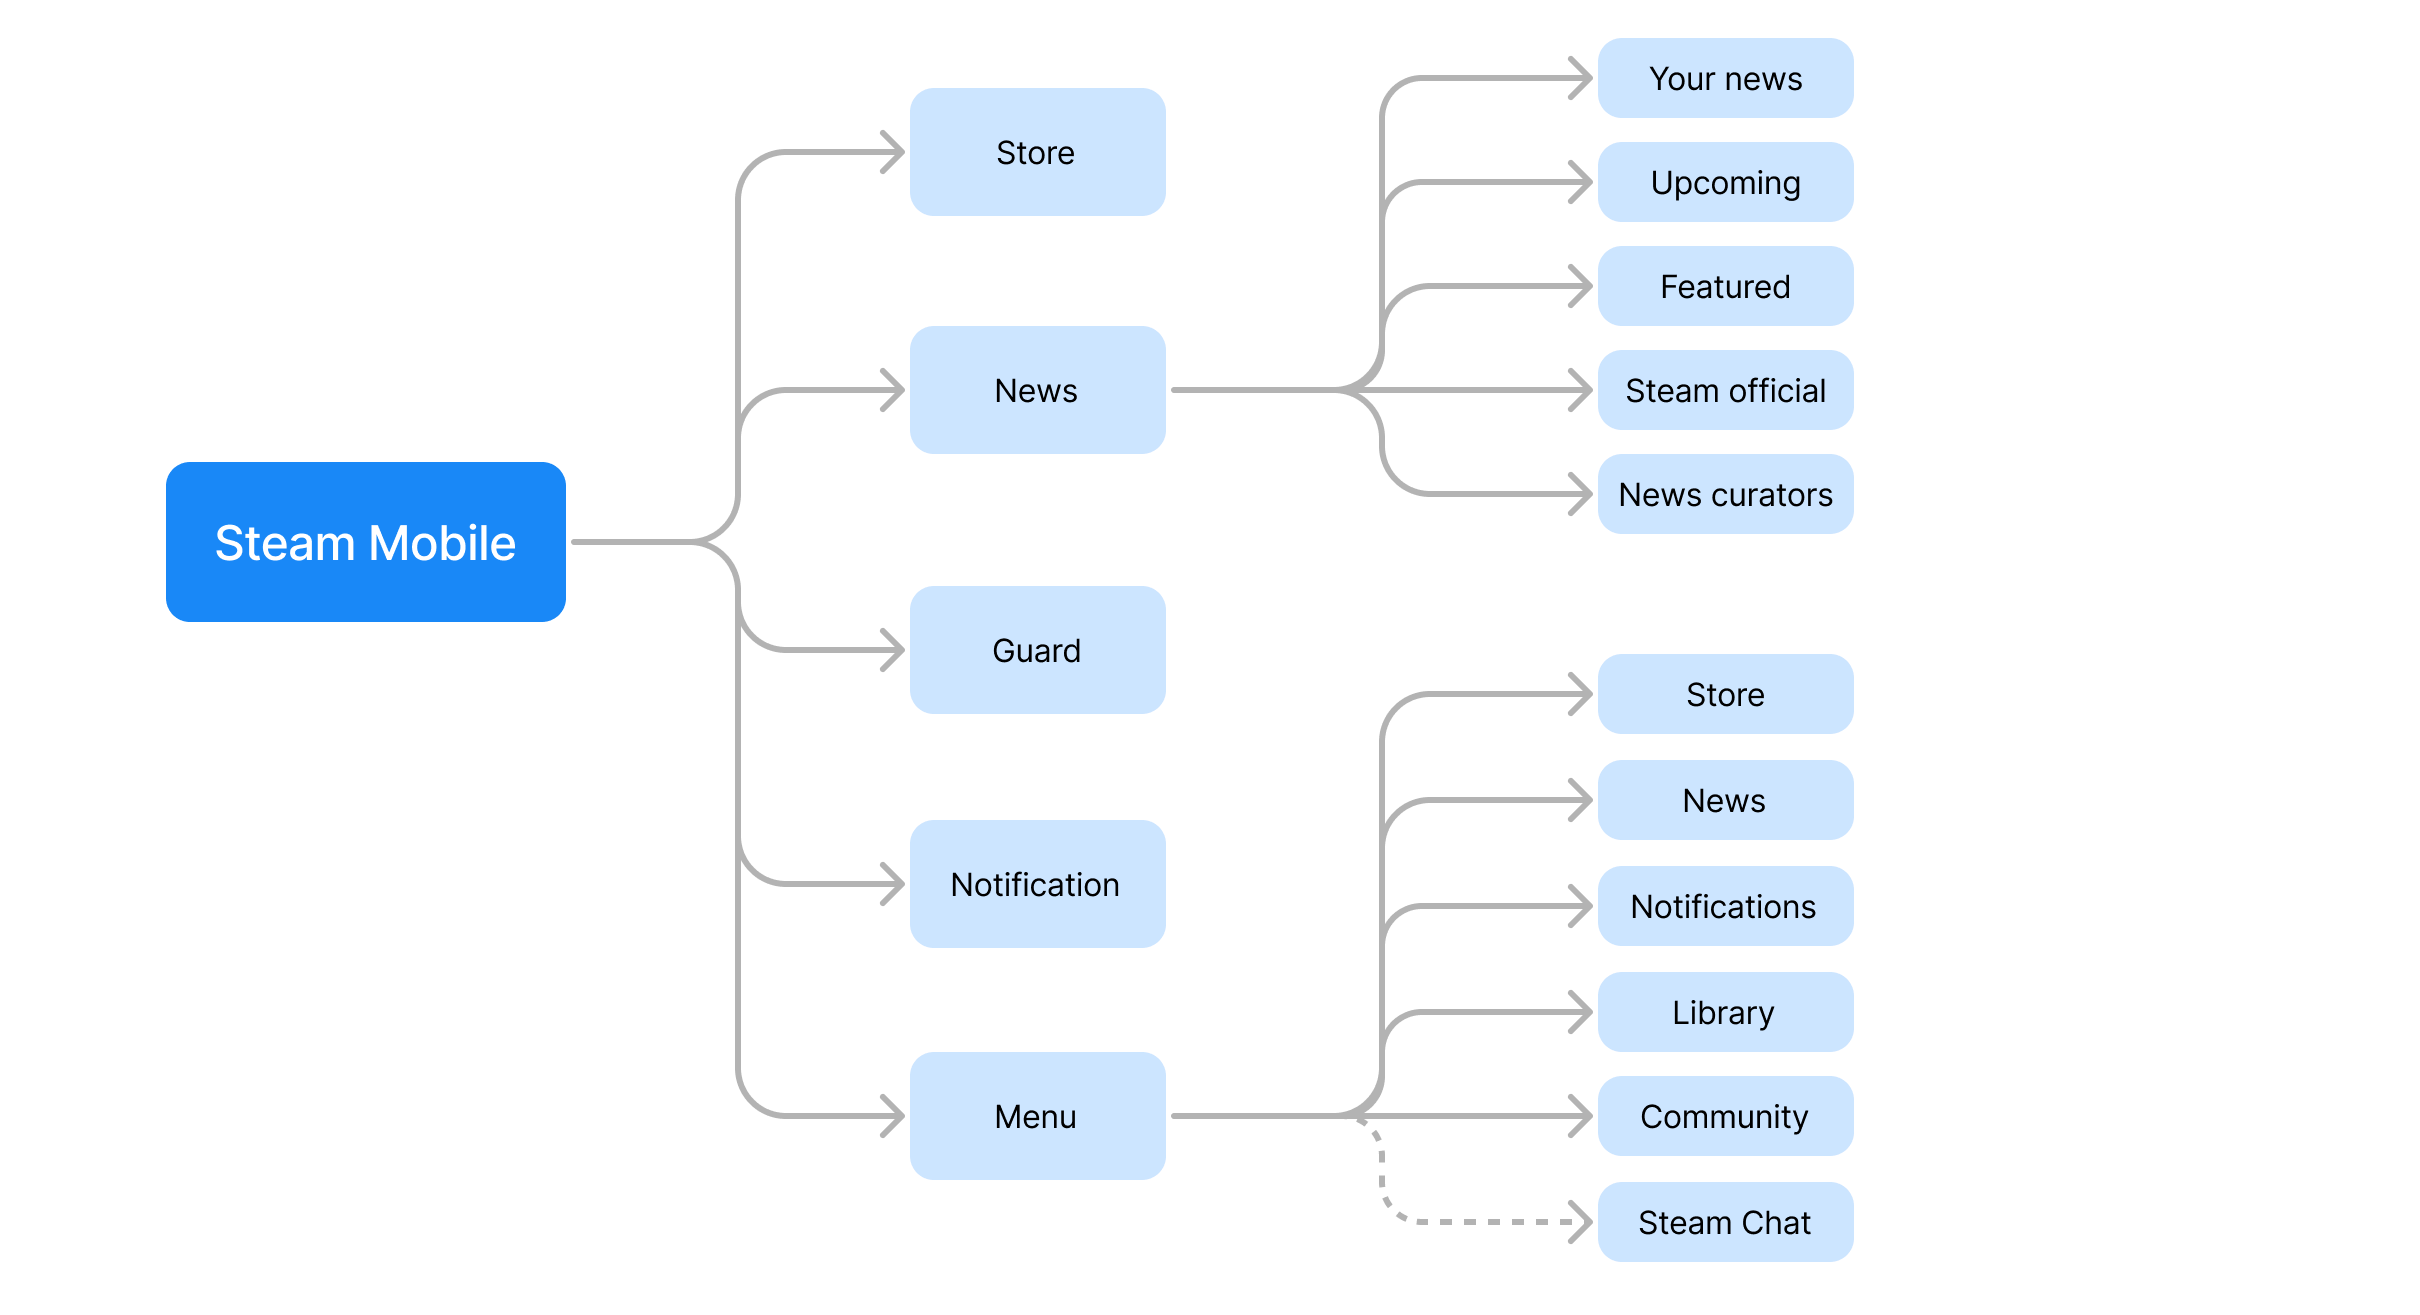 Steam Mobile
Store
News
Guard
Notification
Menu
Your news
Upcoming
Featured
Steam official
News curators
Store
News
Notifications
Library
Community
Steam Chat